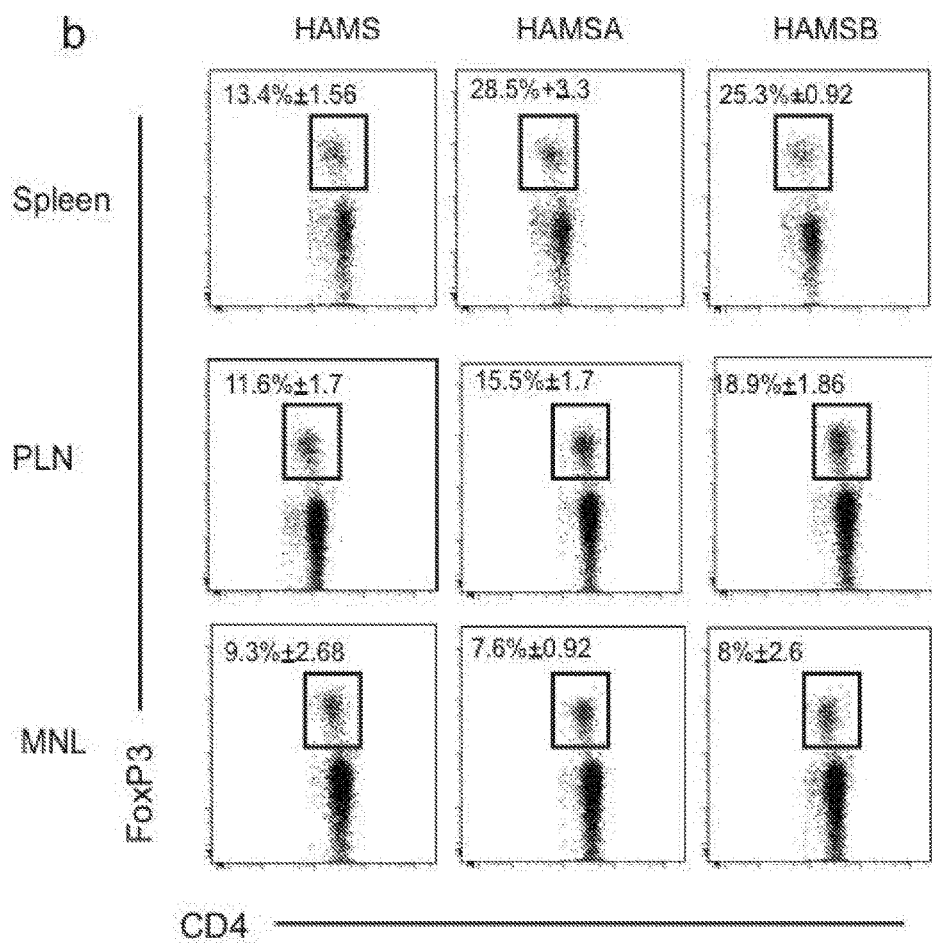 b
HAMS HAMSA HAMSB
Spleen
13.4%±1.56 28.5%+3.3 25.3%±0.92
PLN
11.6%±1.7 15.5%±1.7 18.9%±1.86
MNL
9.3%±2.68 7.6%±0.92 8%±2.6
FoxP3
CD4